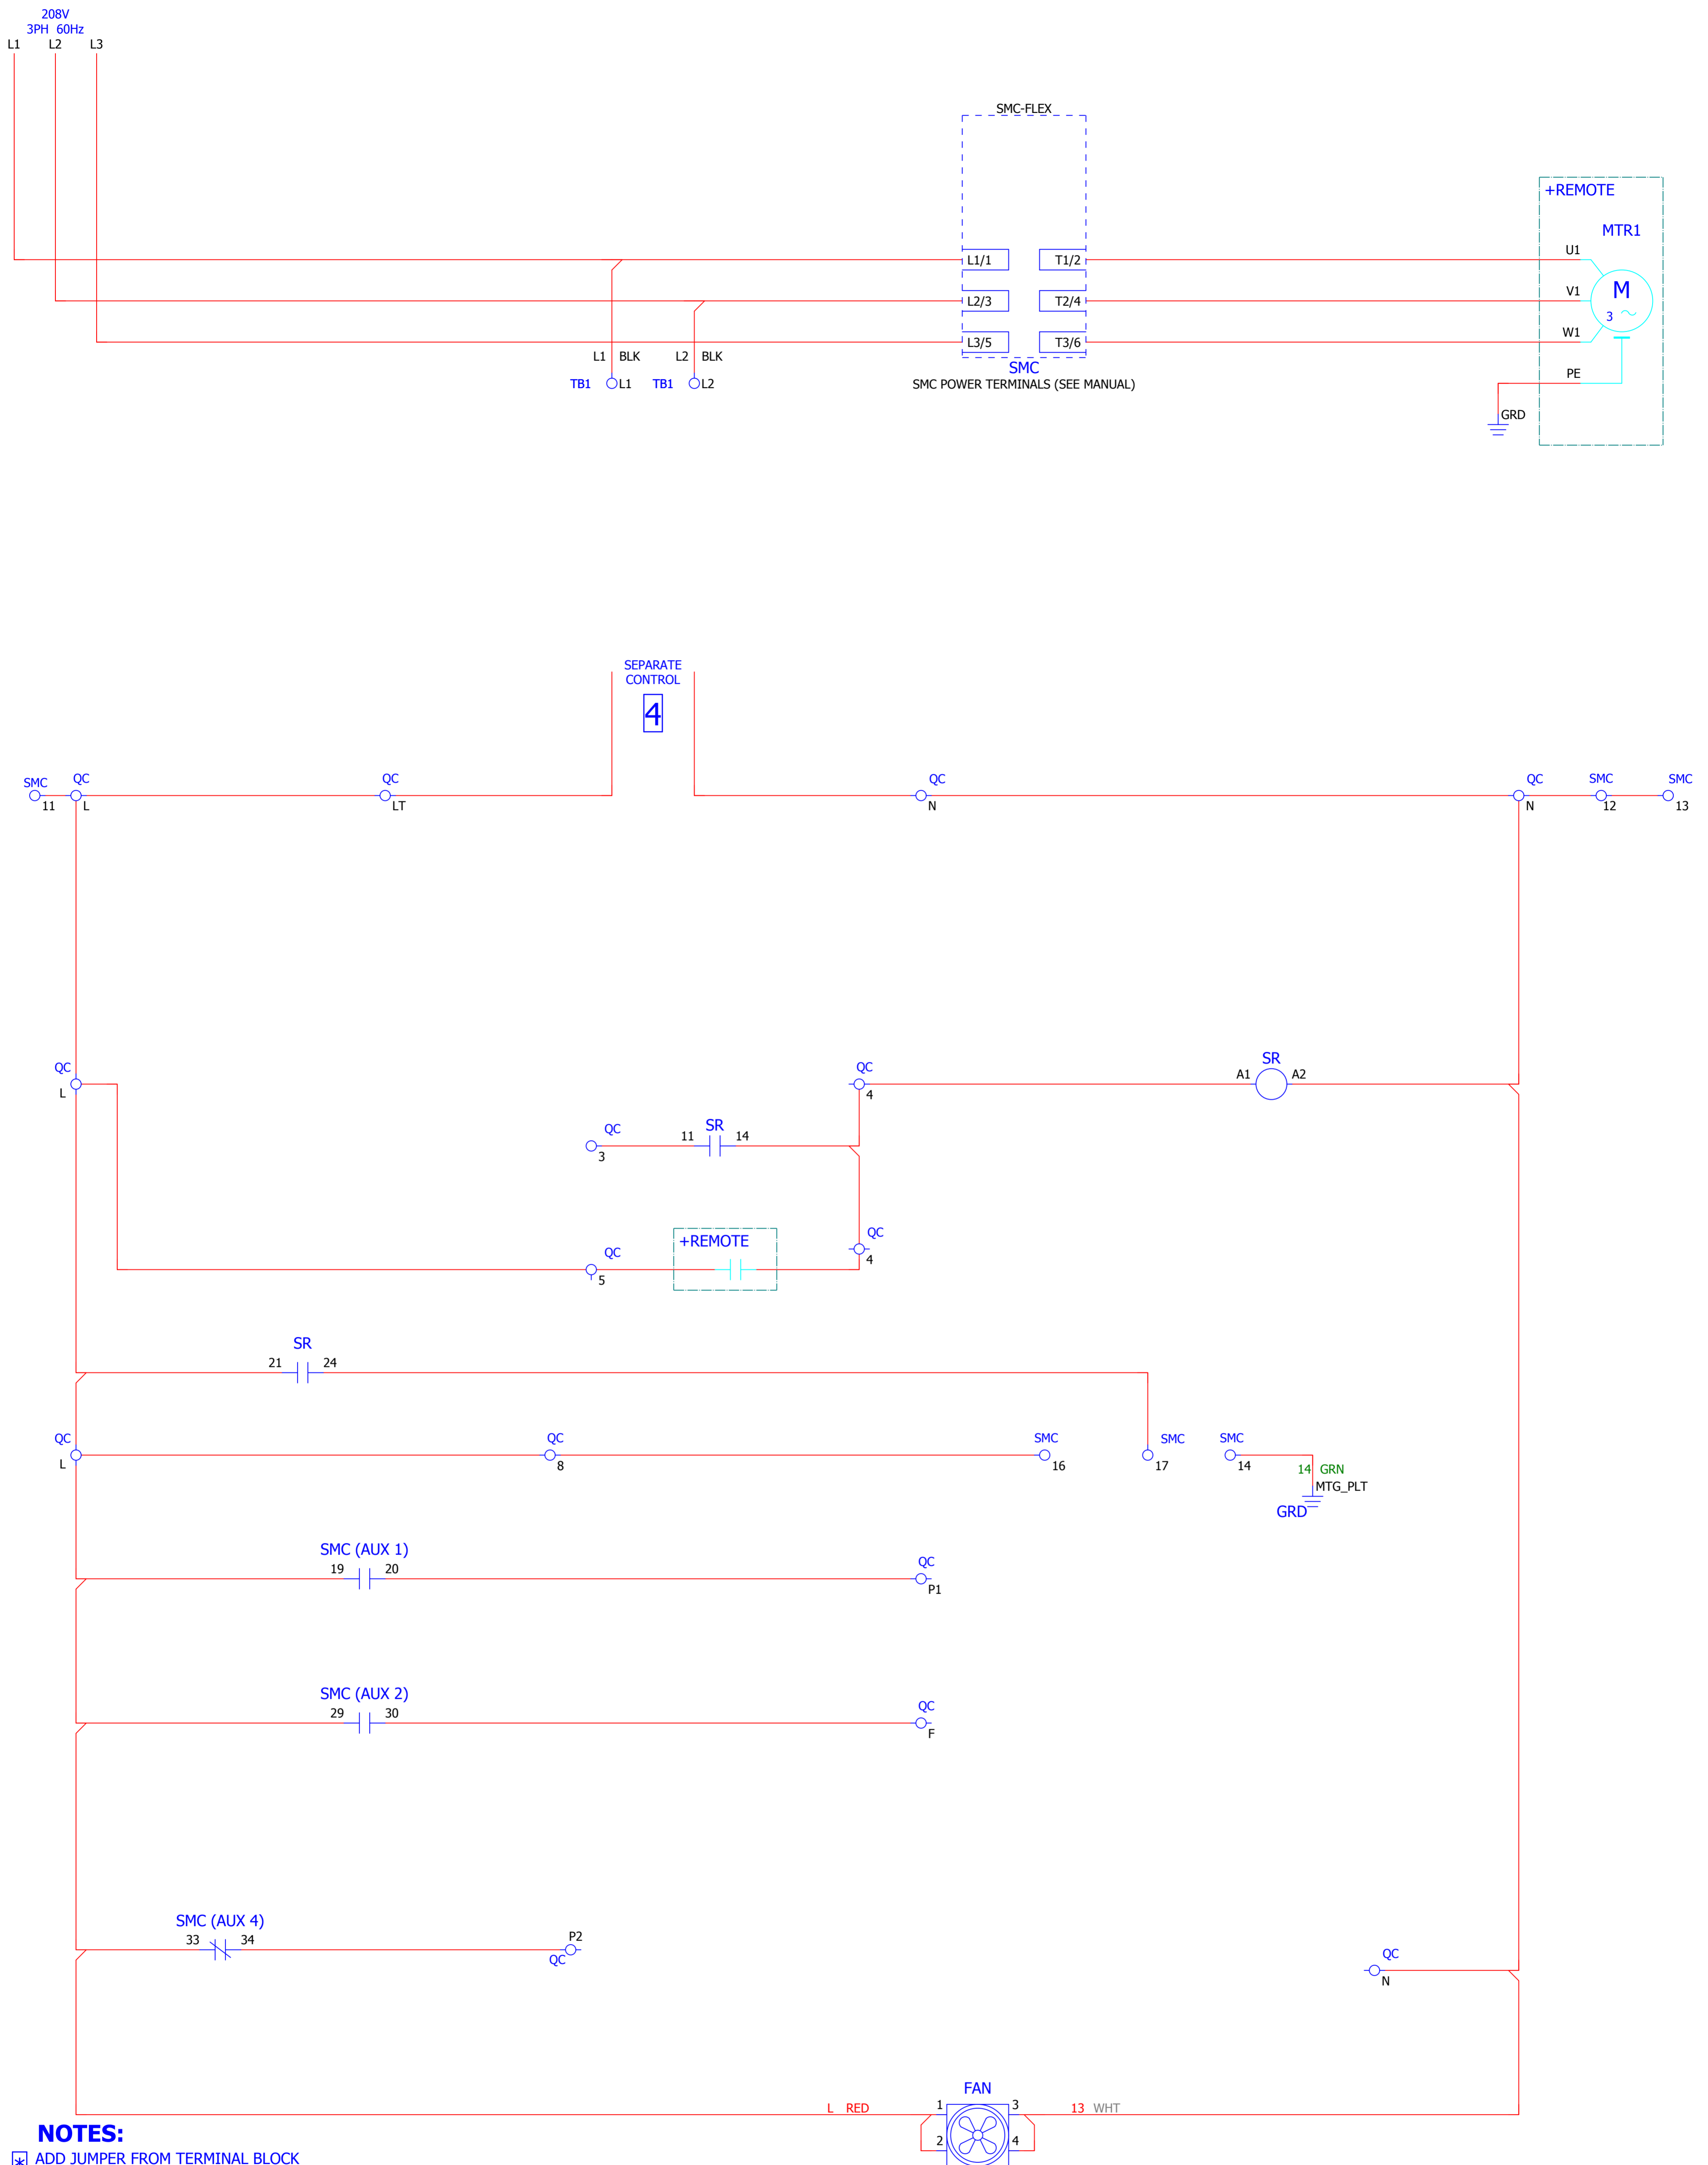 208V
3PH 60Hz
L1 L2 L3
SMC-FLEX
+REMOTE
MTR1
L1/1 T1/2 U1
L2/3 T2/4 V1 M
3
L3/5 T3/6 W1
L1 BLK L2 BLK
SMC
TB1 L1 TB1 L2 SMC POWER TERMINALS (SEE MANUAL) PE
GRD
SEPARATE
CONTROL
4
SMC QC QC QC QC SMC SMC
11 L LT N N 12 13
QC QC SR
L 4 A1 A2
QC SR
3 11 14
QC
+REMOTE 4
QC
5
SR
21 24
QC QC SMC SMC SMC
L 8 16 17 14
14 GRN
MTG_PLT
GRD
SMC (AUX 1)
19 20 QC
P1
SMC (AUX 2)
29 30 QC
F
SMC (AUX 4)
33 34 P2
QC
QC
N
FAN
L RED 1 3 13 WHT
2 4
NOTES:
* ADD JUMPER FROM TERMINAL BLOCK